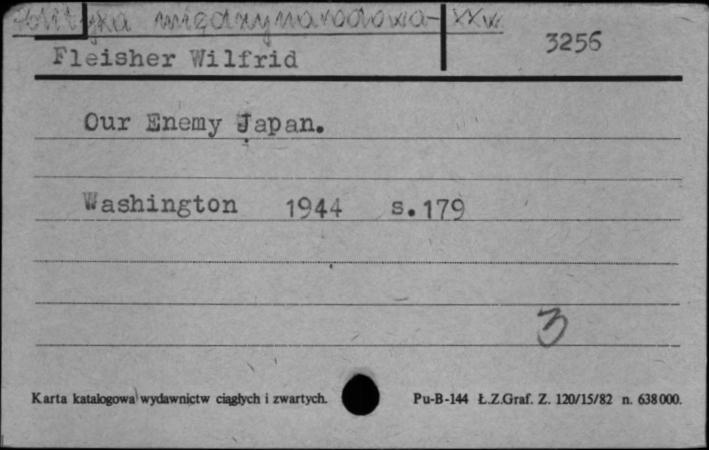 Polityka międzynarodowa - XX w.
3256
Fleisher Wilfrid
Our Enemy Japan.
Washington 1944 s.179
3
Karta katalogowa wydawnictw ciągłych i zwartych. Pu-B-144 Ł.Z.Graf. Z. 120/15/82 n. 638000.